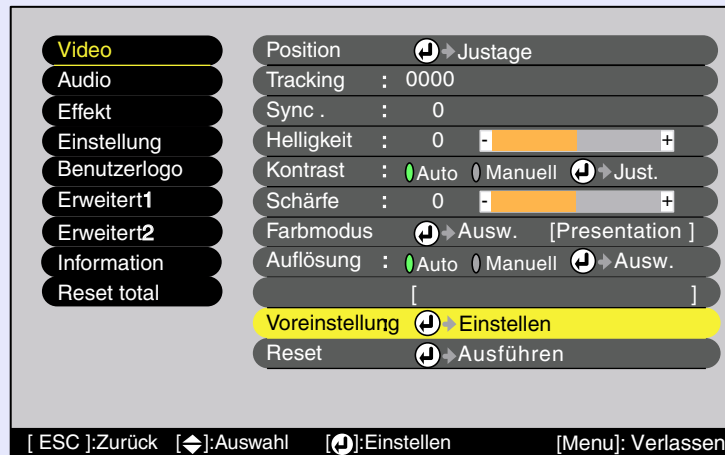 Video
Audio
Effekt
Einstellung
Benutzerlogo
Erweitert1
Erweitert2
Information
Reset total
Position Justage
Tracking : 0000
Sync . : 0
Helligkeit : 0 - +
Kontrast : Auto Manuell Just.
Schärfe : 0 - +
Farbmodus Ausw. [Presentation ]
Auflösung : Auto Manuell Ausw.
[ ]
Voreinstellung: Einstellen
Reset Ausführen
[ ESC ]:Zurück [ ]:Auswahl [ ]:Einstellen [Menu]: Verlassen